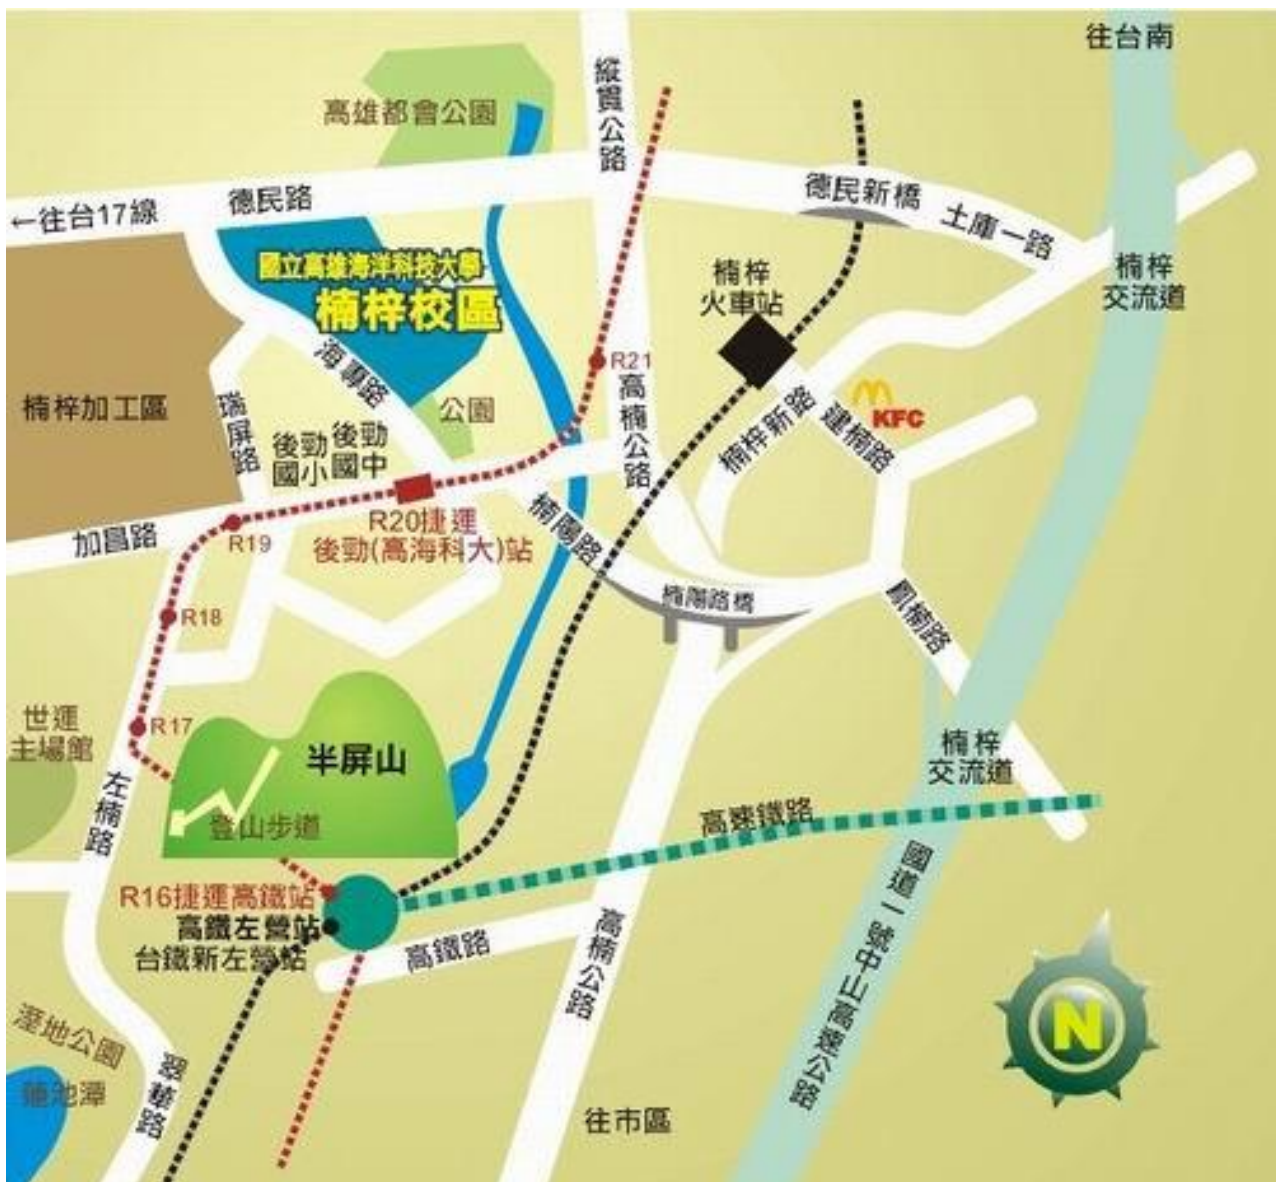 往台南
縱貫公路
高雄都會公園
德民路
←往台17線
德民新橋
土庫一路
國立高雄海洋科技大學
楠梓校區
楠梓
火車站
楠梓
交流道
R21
海專路
高楠公路
M
KFC
楠梓新路
建楠路
楠梓加工區
瑞屏路
公園
後勁
國小
後勁
國中
加昌路
R19
R20捷運
後勁(高海科大)站
楠陽路
楠陽路橋
鳳楠路
R18
R17
世運
主場館
半屏山
登山步道
左楠路
楠梓
交流道
高速鐵路
國道一號中山高速公路
R16捷運高鐵站
高鐵左營站
台鐵新左營站
高鐵路
高楠公路
N
溼地公園
蓮池潭
翠華路
往市區